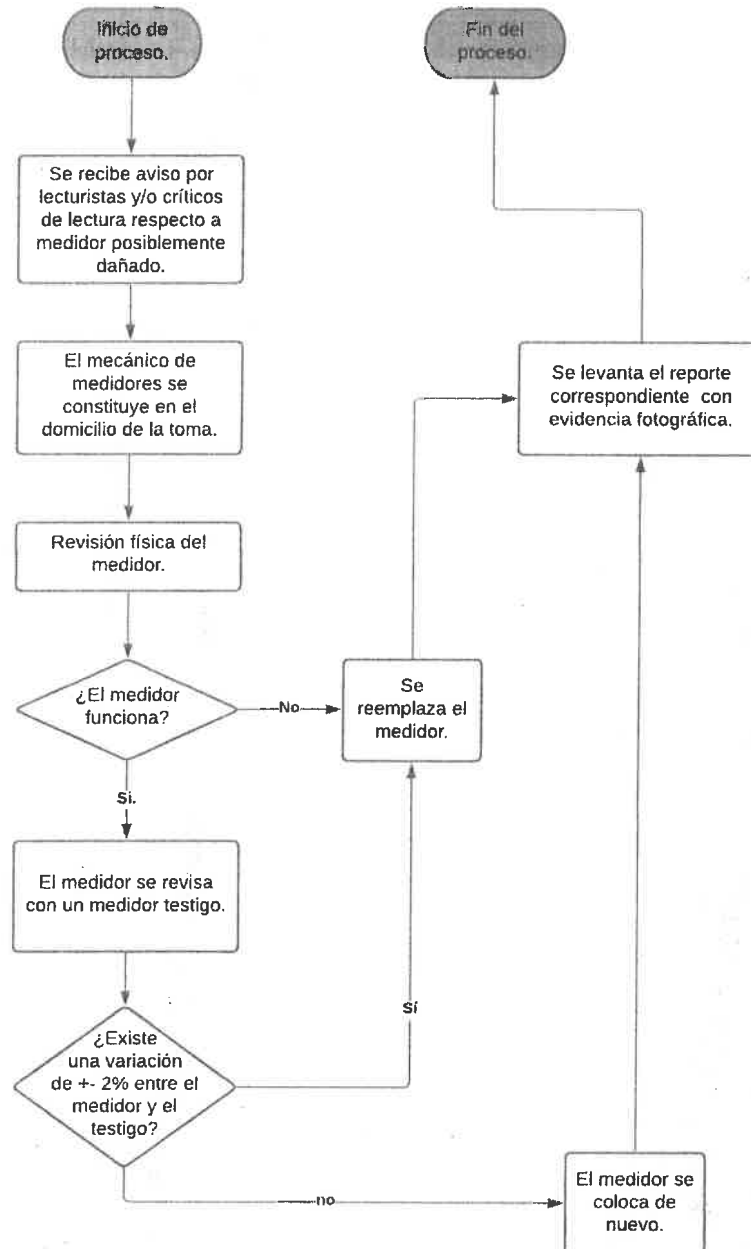 Inicio de
proceso.
Fin del
proceso.
Se recibe aviso por
lecturistas y/o críticos
de lectura respecto a
medidor posiblemente
dañado.
El mecánico de
medidores se
constituye en el
domicilio de la toma.
Se levanta el reporte
correspondiente con
evidencia fotográfica.
Revisión física del
medidor.
¿El medidor
funciona?
No
Se
reemplaza el
medidor.
Si.
El medidor se revisa
con un medidor testigo.
Sí
¿Existe
una variación
de +- 2% entre el
medidor y el
testigo?
no
El medidor se
coloca de
nuevo.